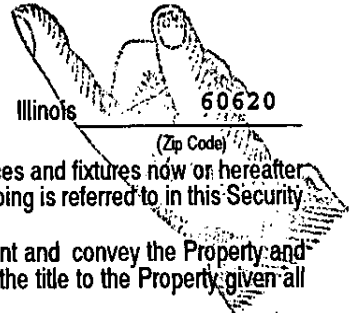 Illinois 60620
(Zip Code)
ces and fixtures now or hereafter
oing is referred to in this Security
nt and convey the Property and
the title to the Property given all